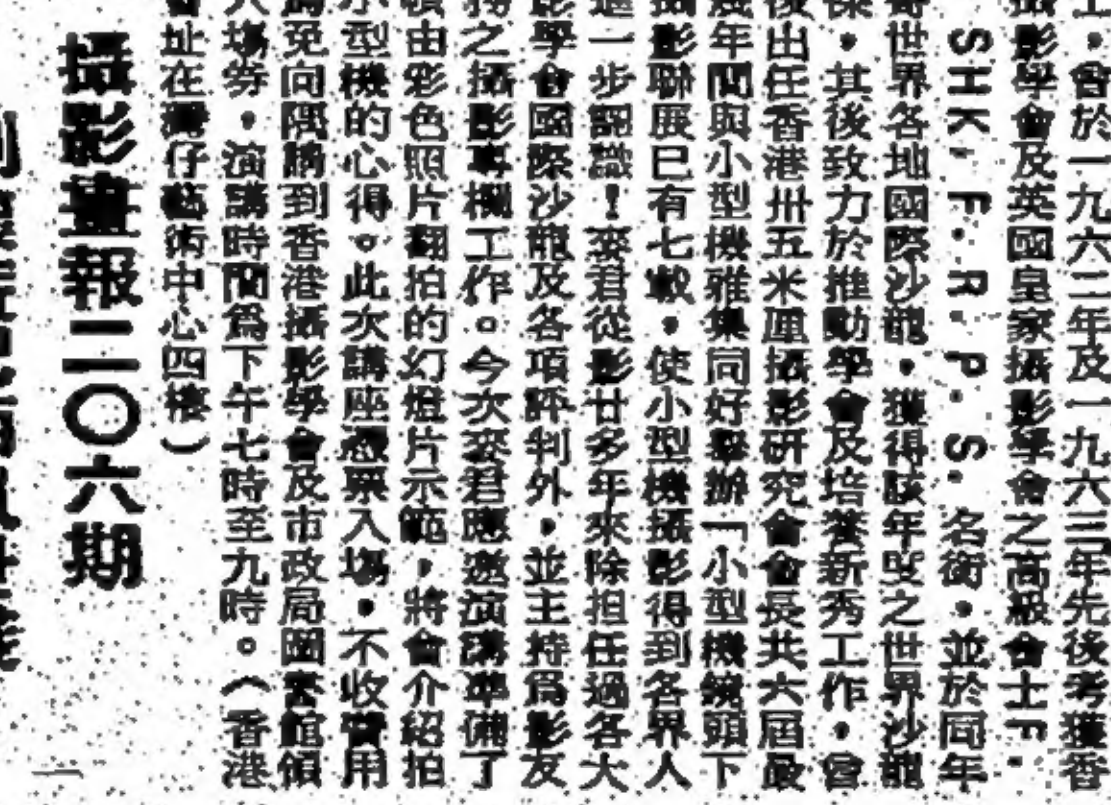 士，會於一九六二年及一九六三年先後考獲香
攝影學會及英國皇家攝影學會之高級會士F.
SHK, F.R.P.S. 名銜，並於同年
寄世界各地國際沙龍，獲得該年度之世界沙龍
傑，其後致力於推動學會及培養新秀工作，曾
後出任香港卅五米厘攝影研究會會長共六屆最
幾年間與小型機雅集同好舉辦「小型機鏡頭下
攝影聯展已有七載，使小型機攝影得到各界人
進一步認識！麥君從影廿多年來除担任過各大
影學會國際沙龍及各項評判外，並主持爲影友
務之攝影專欄工作。今次麥君應邀演講準備了
積由彩色照片翻拍的幻燈片示範，將會介紹拍
小型機的心得。此次講座憑票入場，不收費用
爲免向隅請到香港攝影學會及市政局圖書館領
入場劵，演講時間爲下午七時至九時。（香港
會址在灣仔藝術中心四樓）
攝影畫報二〇六期